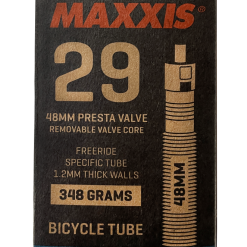 MAXXIS®
29
48MM PRESTA VALVE
REMOVABLE VALVE CORE
FREERIDE
SPECIFIC TUBE
1.2MM THICK WALLS
348 GRAMS
48MM
BICYCLE TUBE